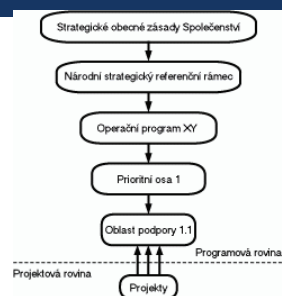 Strategické obecné zásady Společenství
Národní strategický referenční rámec
Operační program XY
Prioritní osa 1
Oblast podpory 1.1
Programová rovina
Projektová rovina
Projekty